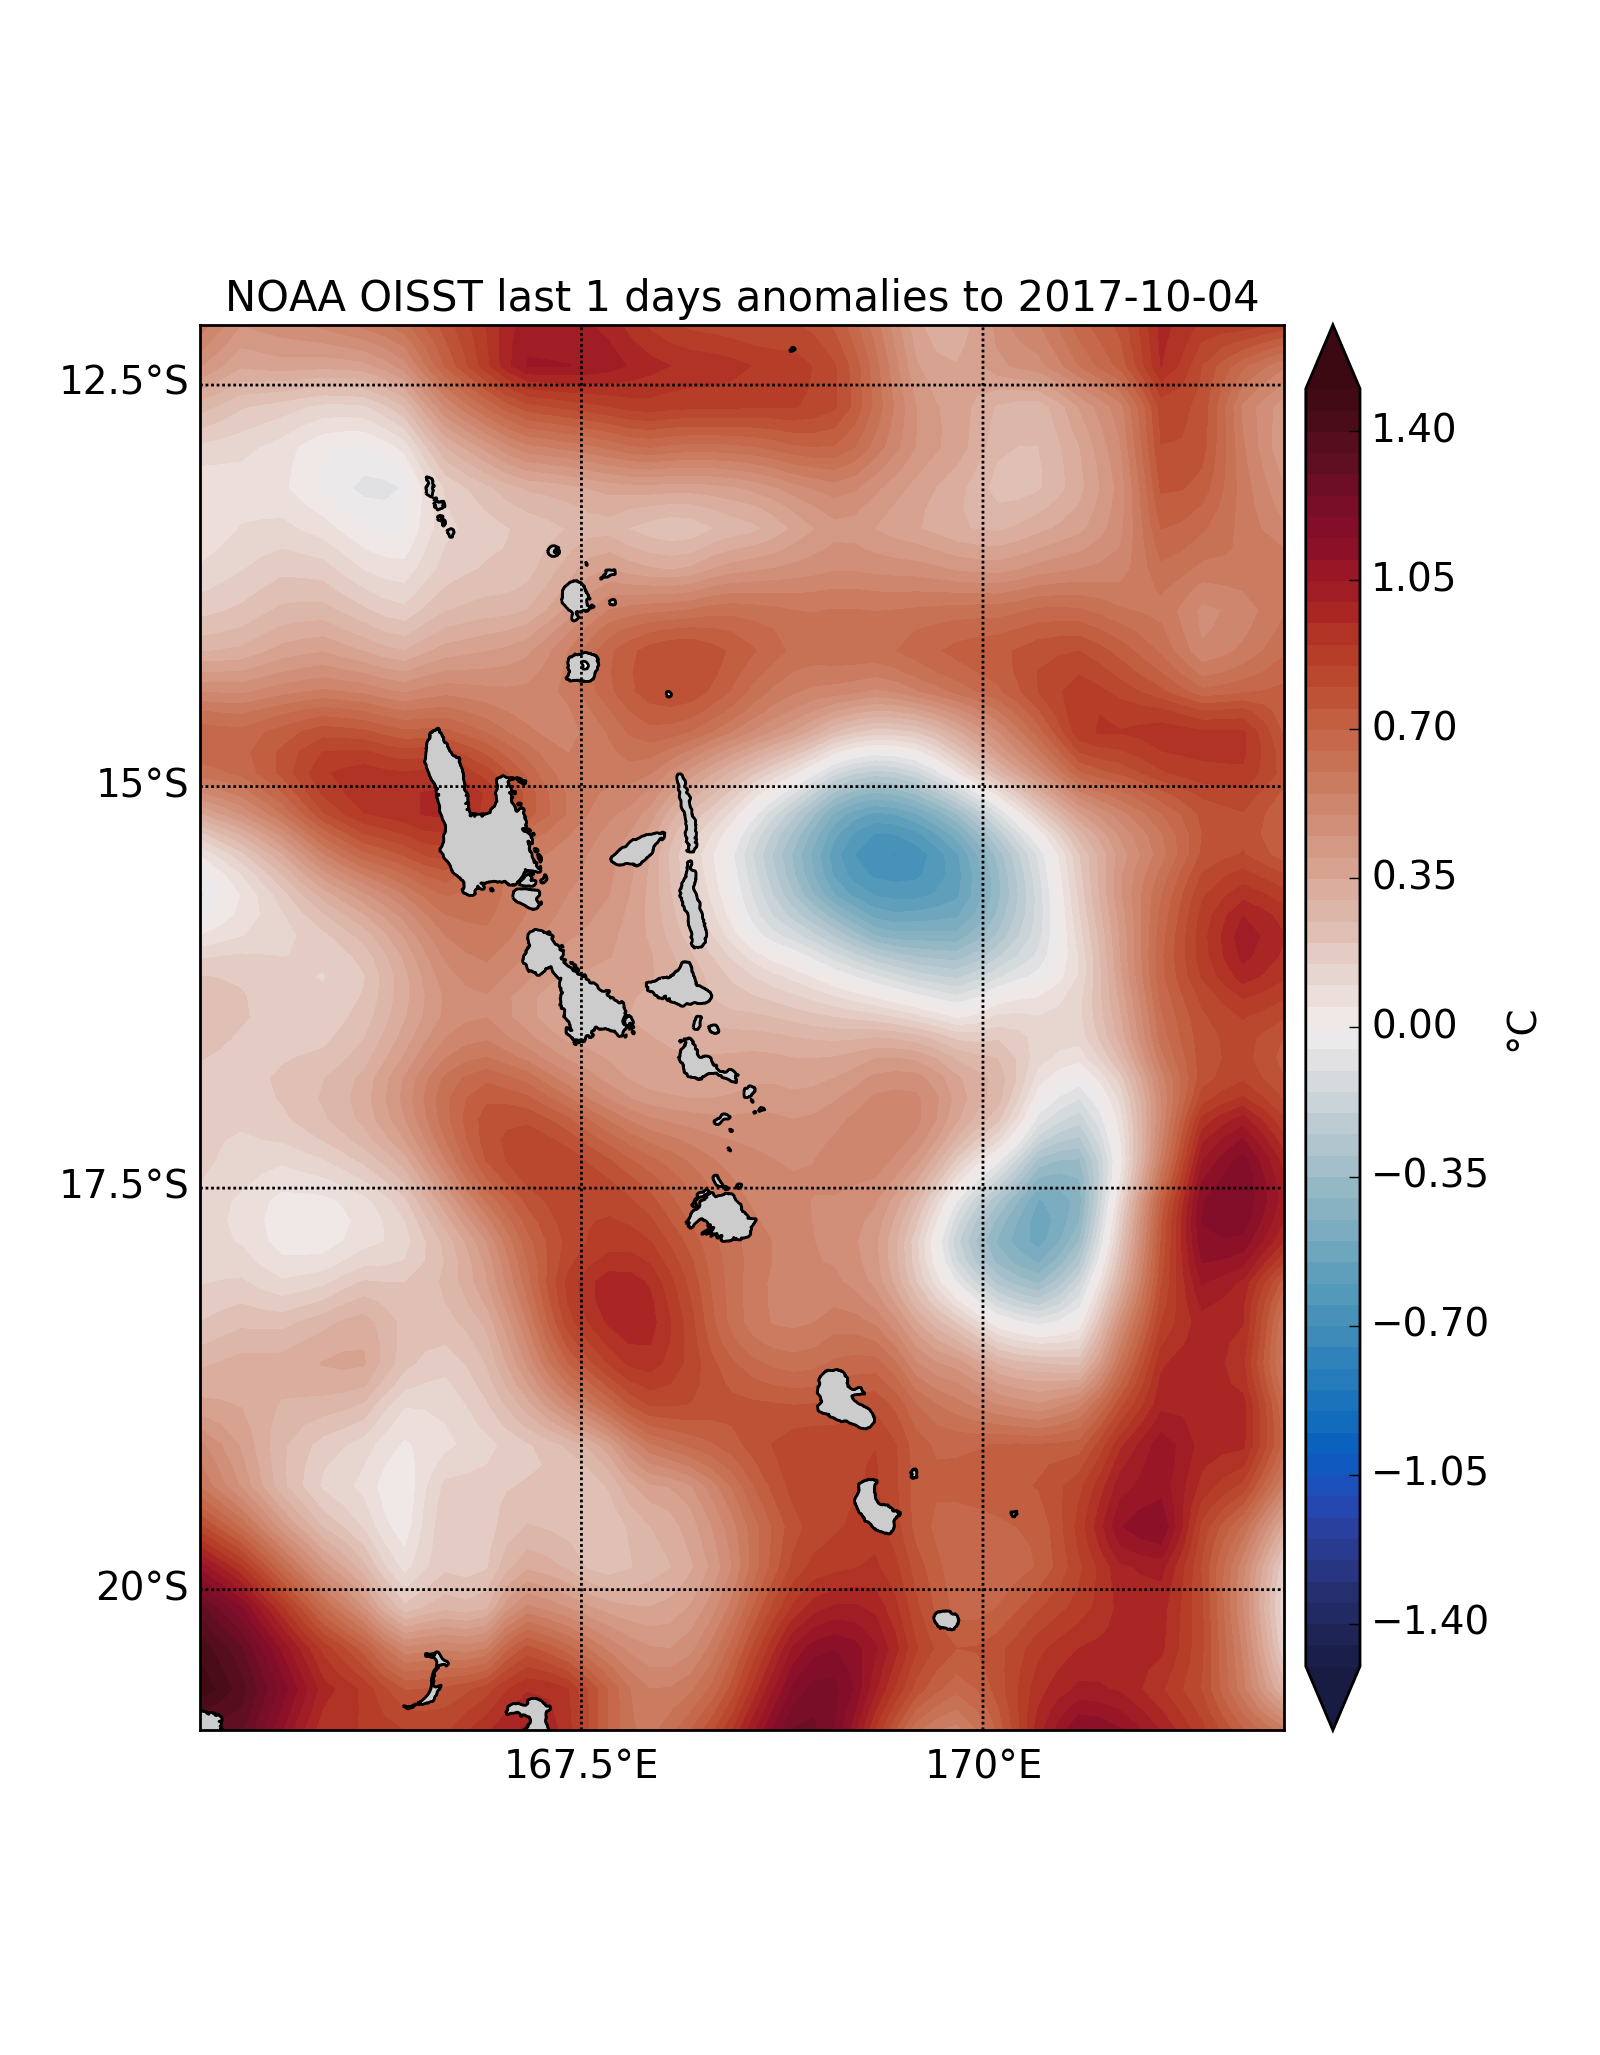 NOAA OISST last 1 days anomalies to 2017-10-04
12.5°S
15°S
17.5°S
20°S
167.5°E
170°E
1.40
1.05
0.70
0.35
0.00
−0.35
−0.70
−1.05
−1.40
°C